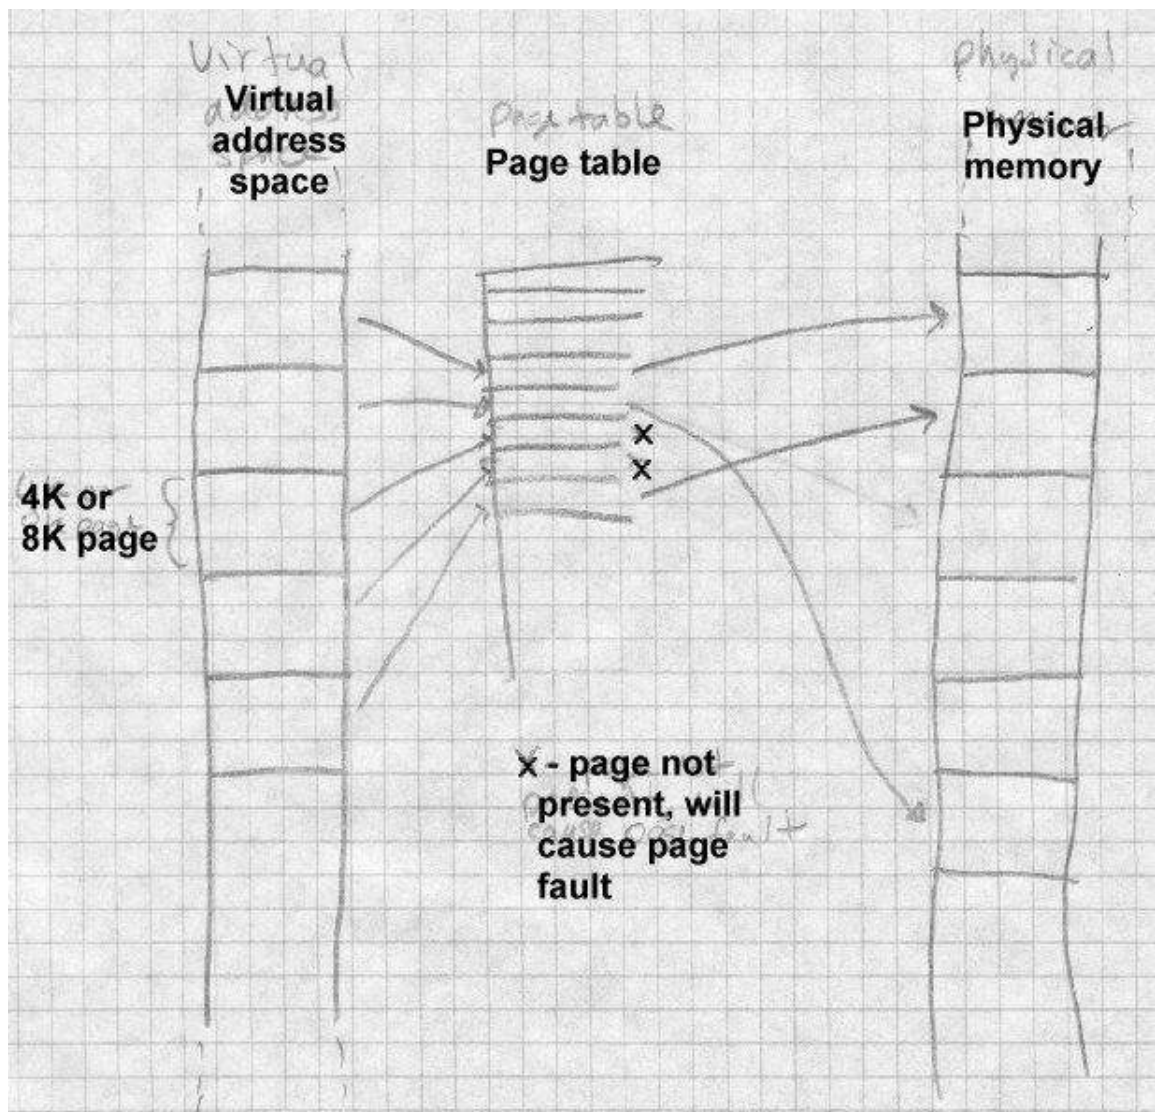 Virtual
physical
Virtual
address
space
page table
Page table
Physical
memory
4K or
8K page
x
x
x - page not
present, will
cause page
fault